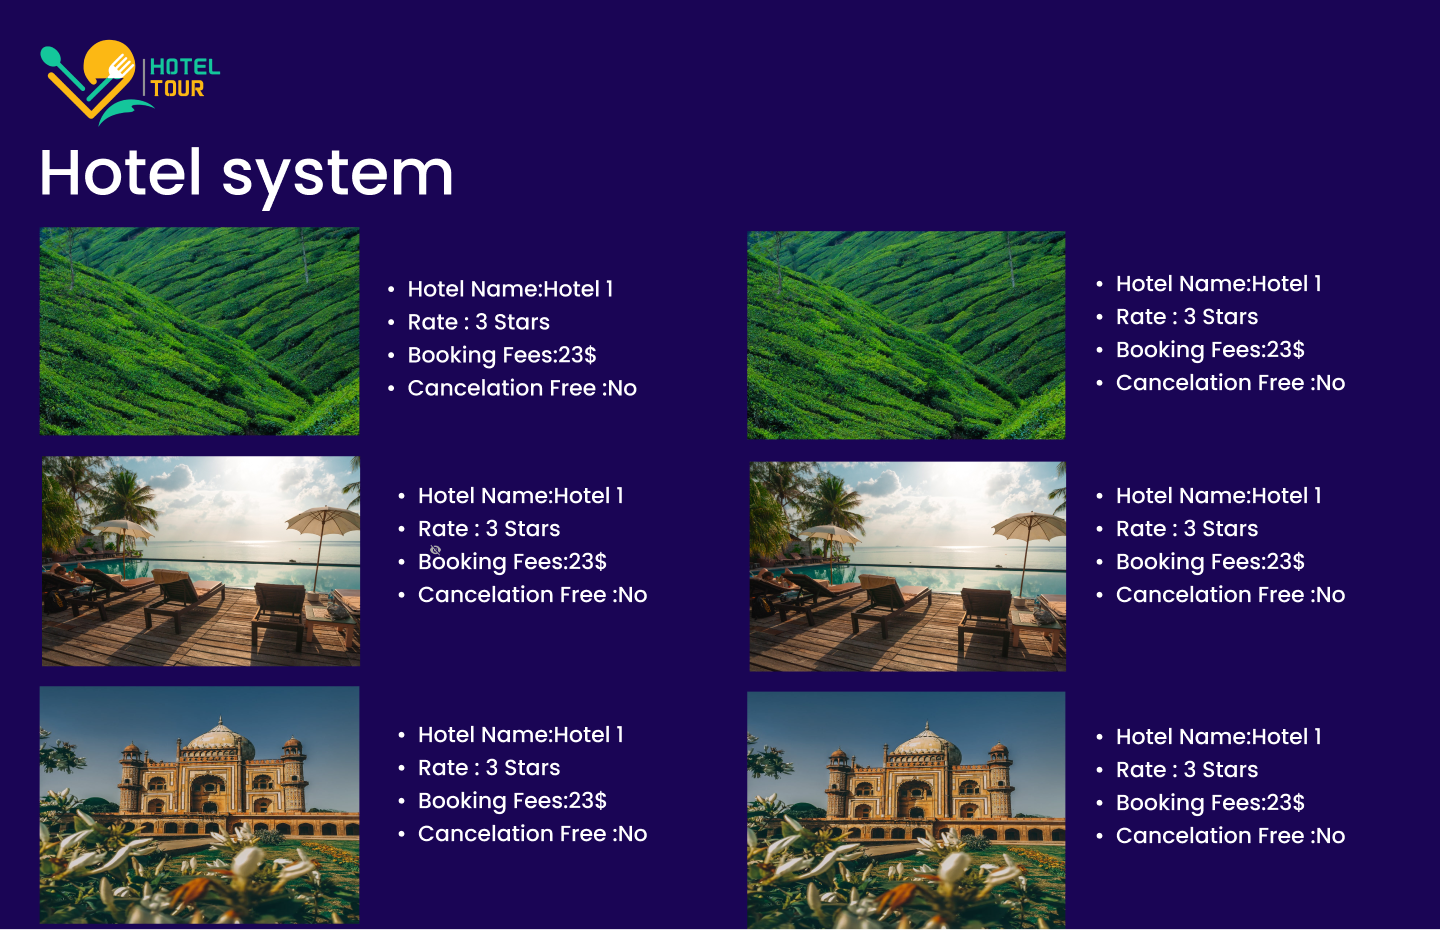 HOTEL
TOUR
Hotel system
• Hotel Name:Hotel 1
• Rate : 3 Stars
• Booking Fees:23$
• Cancelation Free :No
• Hotel Name:Hotel 1
• Rate : 3 Stars
• Booking Fees:23$
• Cancelation Free :No
• Hotel Name:Hotel 1
• Rate : 3 Stars
• Booking Fees:23$
• Cancelation Free :No
• Hotel Name:Hotel 1
• Rate : 3 Stars
• Booking Fees:23$
• Cancelation Free :No
• Hotel Name:Hotel 1
• Rate : 3 Stars
• Booking Fees:23$
• Cancelation Free :No
• Hotel Name:Hotel 1
• Rate : 3 Stars
• Booking Fees:23$
• Cancelation Free :No